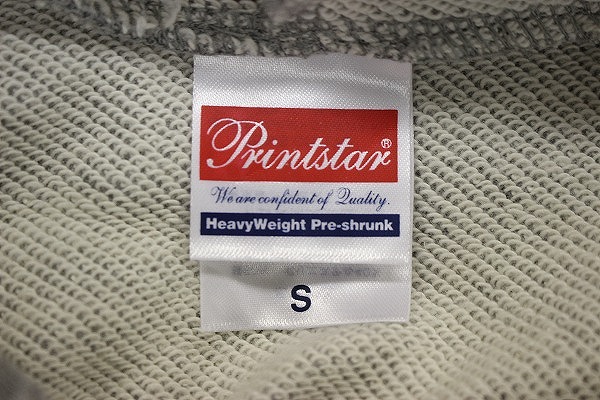 Printstar®
We are confident of Quality.
HeavyWeight Pre-shrunk
S